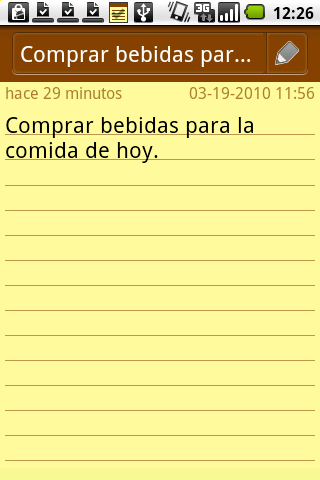 3G 12:26
Comprar bebidas par...
hace 29 minutos 03-19-2010 11:56
Comprar bebidas para la
comida de hoy.